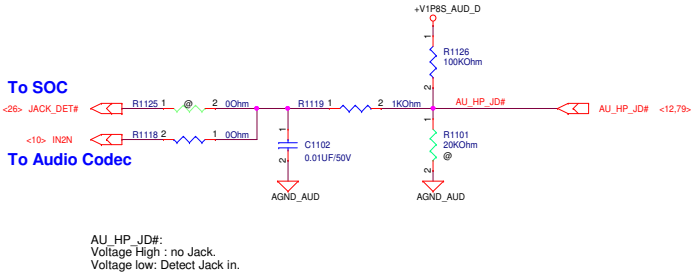 +V1P8S_AUD_D
1
R1126
100KOhm
2
To SOC
<26> JACK_DET# R1125 1 @ 2 0Ohm R1119 1 2 1KOhm AU_HP_JD# AU_HP_JD# <12,79>
<10> IN2N R1118 2 1 0Ohm
To Audio Codec
1
C1102
0.01UF/50V
2
AGND_AUD
1
R1101
20KOhm
@
2
AGND_AUD
AU_HP_JD#:
Voltage High : no Jack.
Voltage low: Detect Jack in.